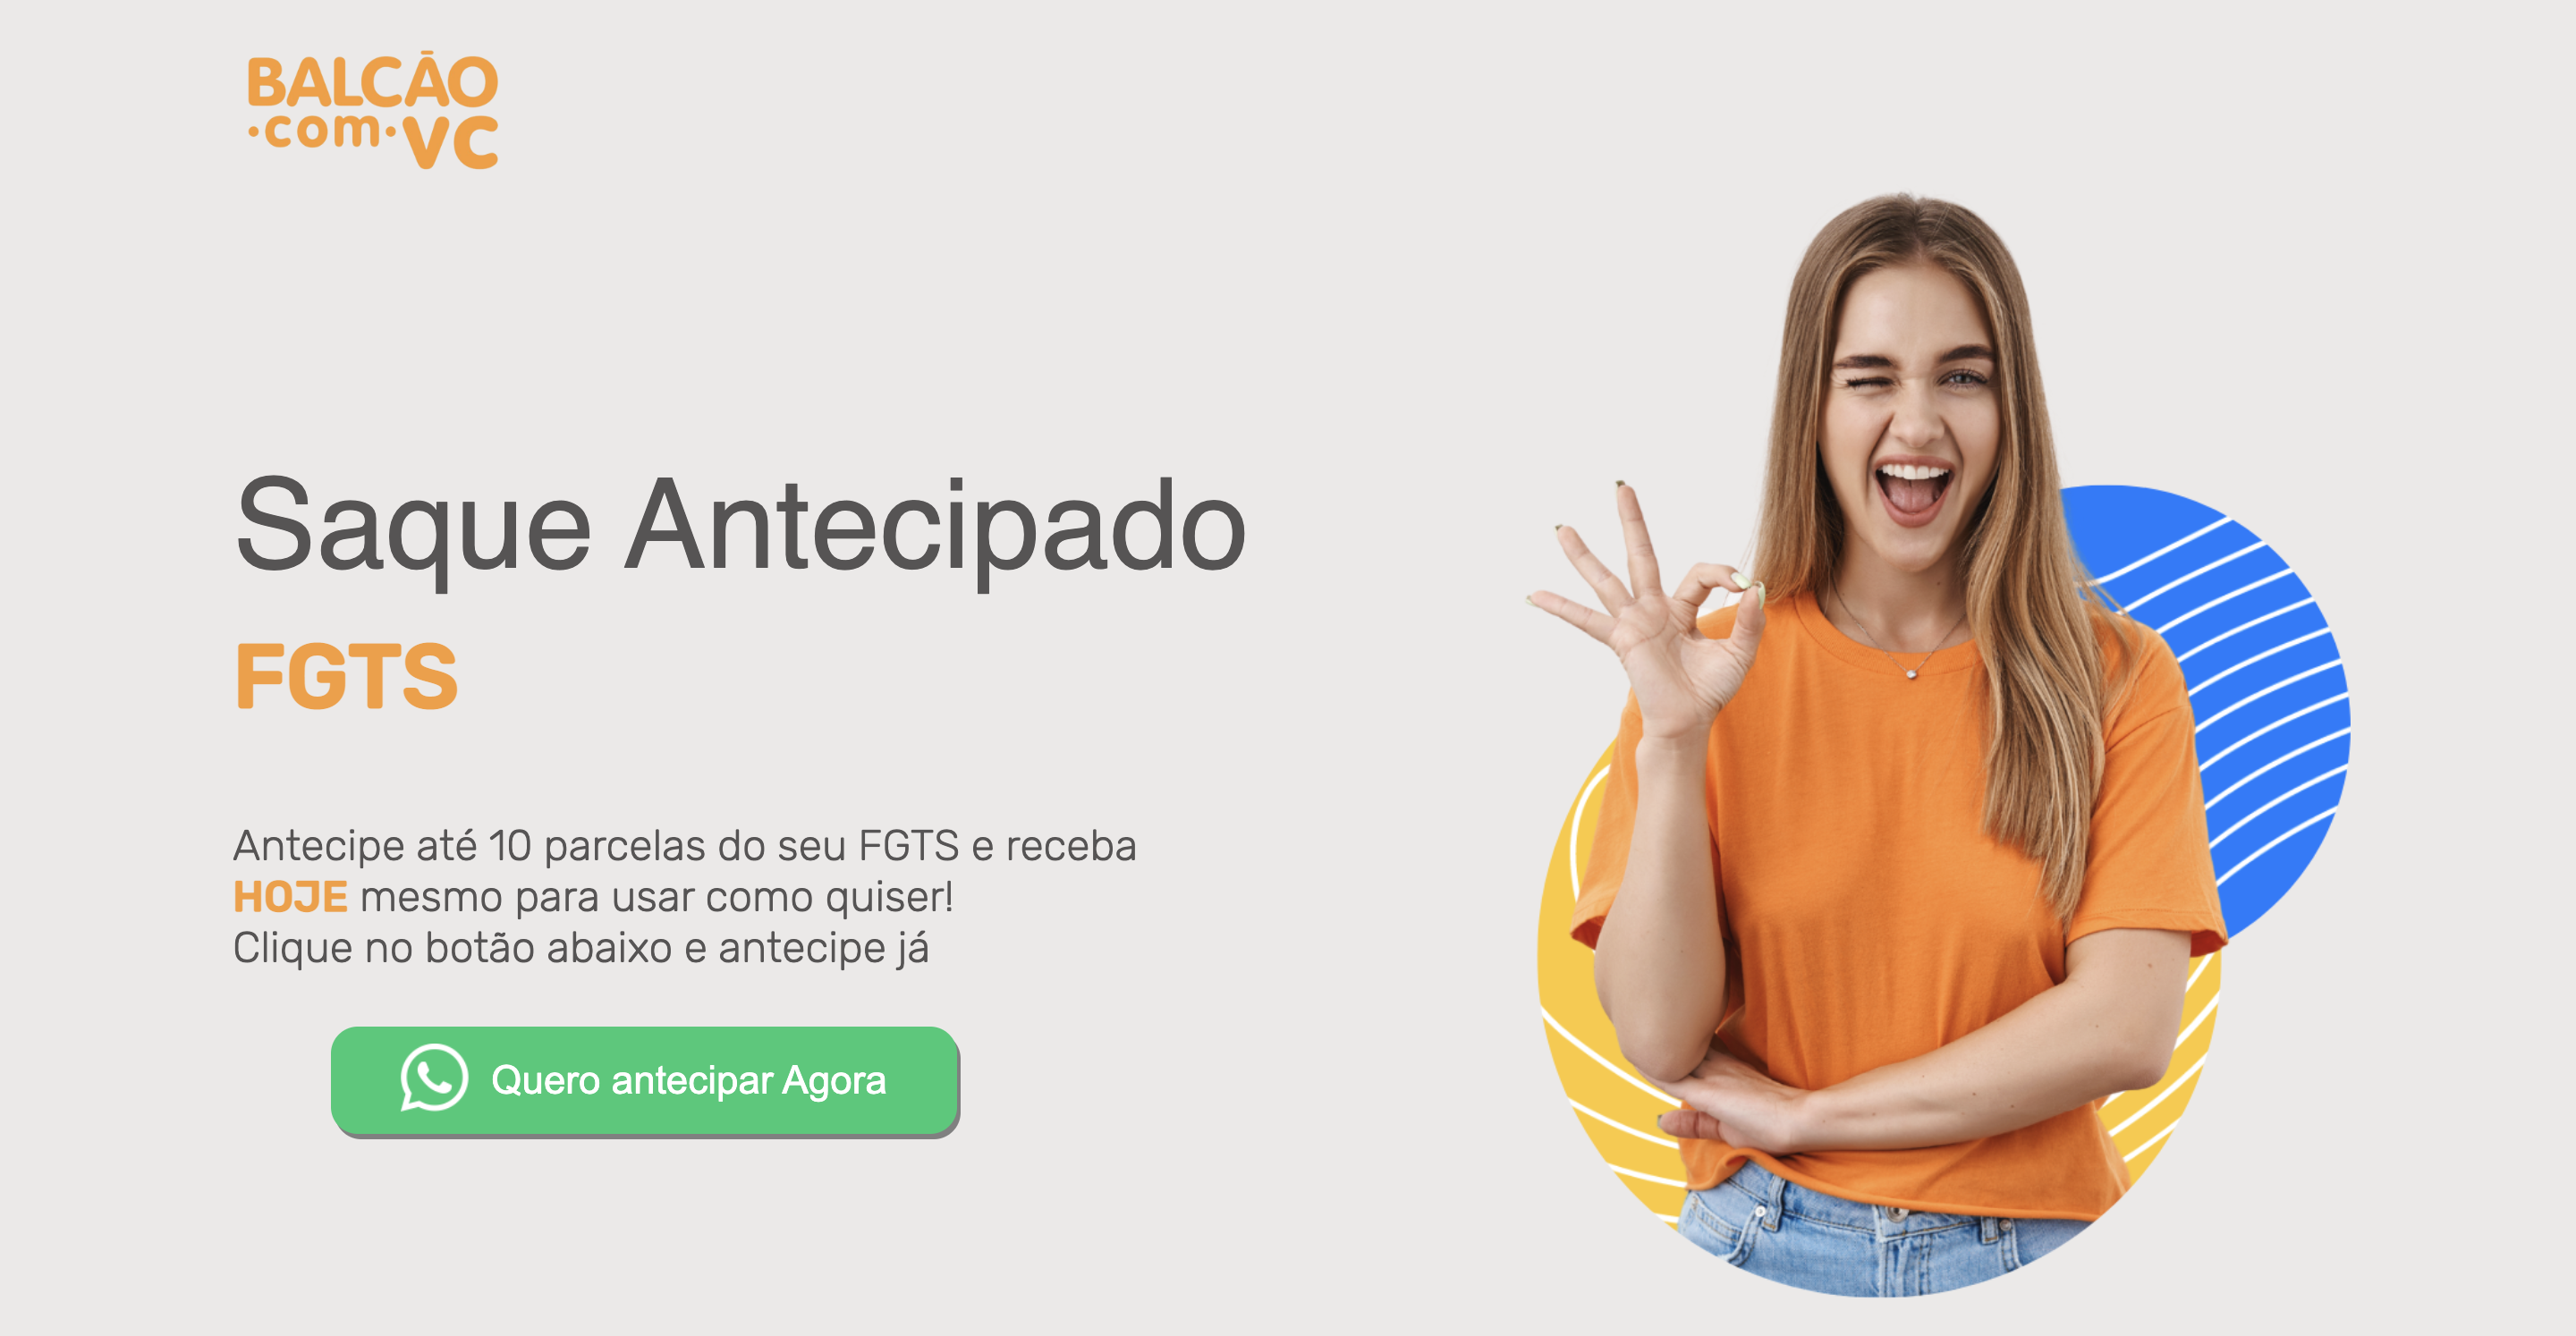 BALCÃO
•com•VC
Saque Antecipado
FGTS
Antecipe até 10 parcelas do seu FGTS e receba
HOJE mesmo para usar como quiser!
Clique no botão abaixo e antecipe já
Quero antecipar Agora